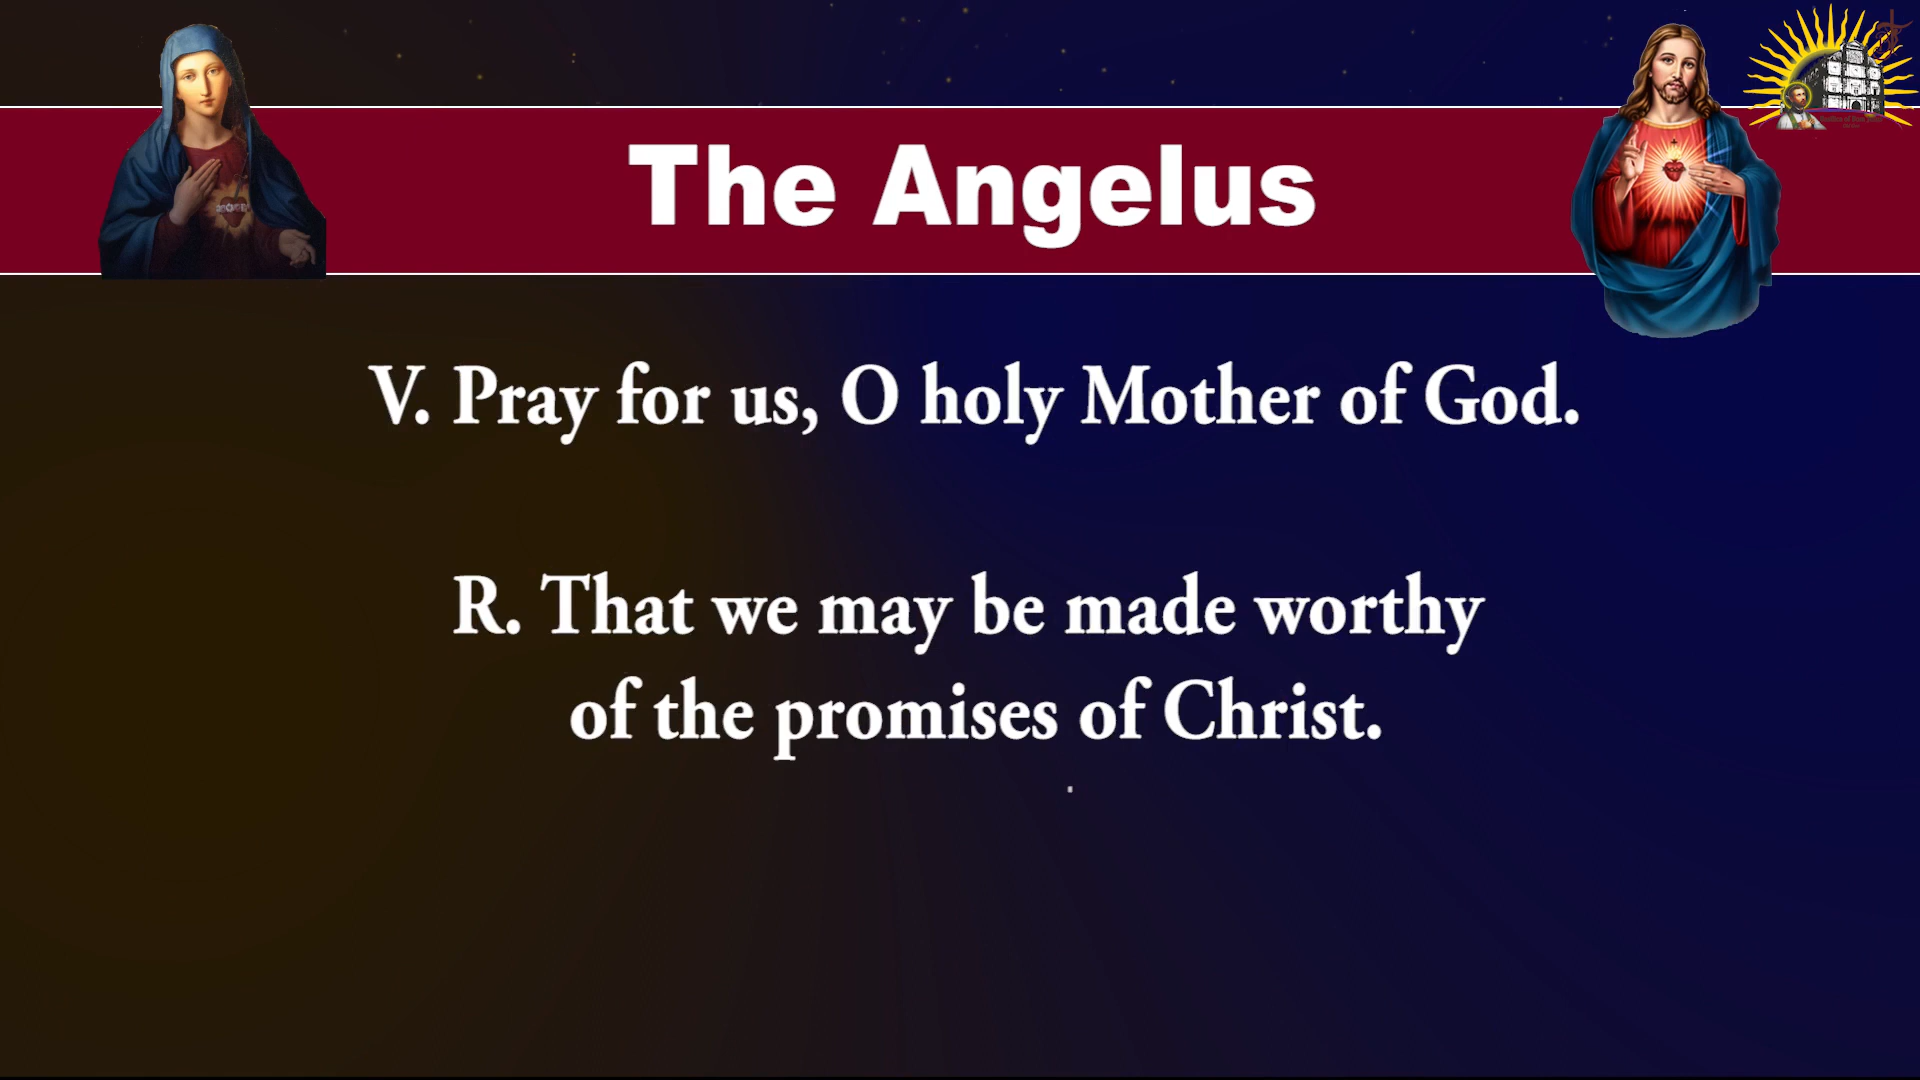 The Angelus
V. Pray for us, O holy Mother of God.
R. That we may be made worthy
of the promises of Christ.